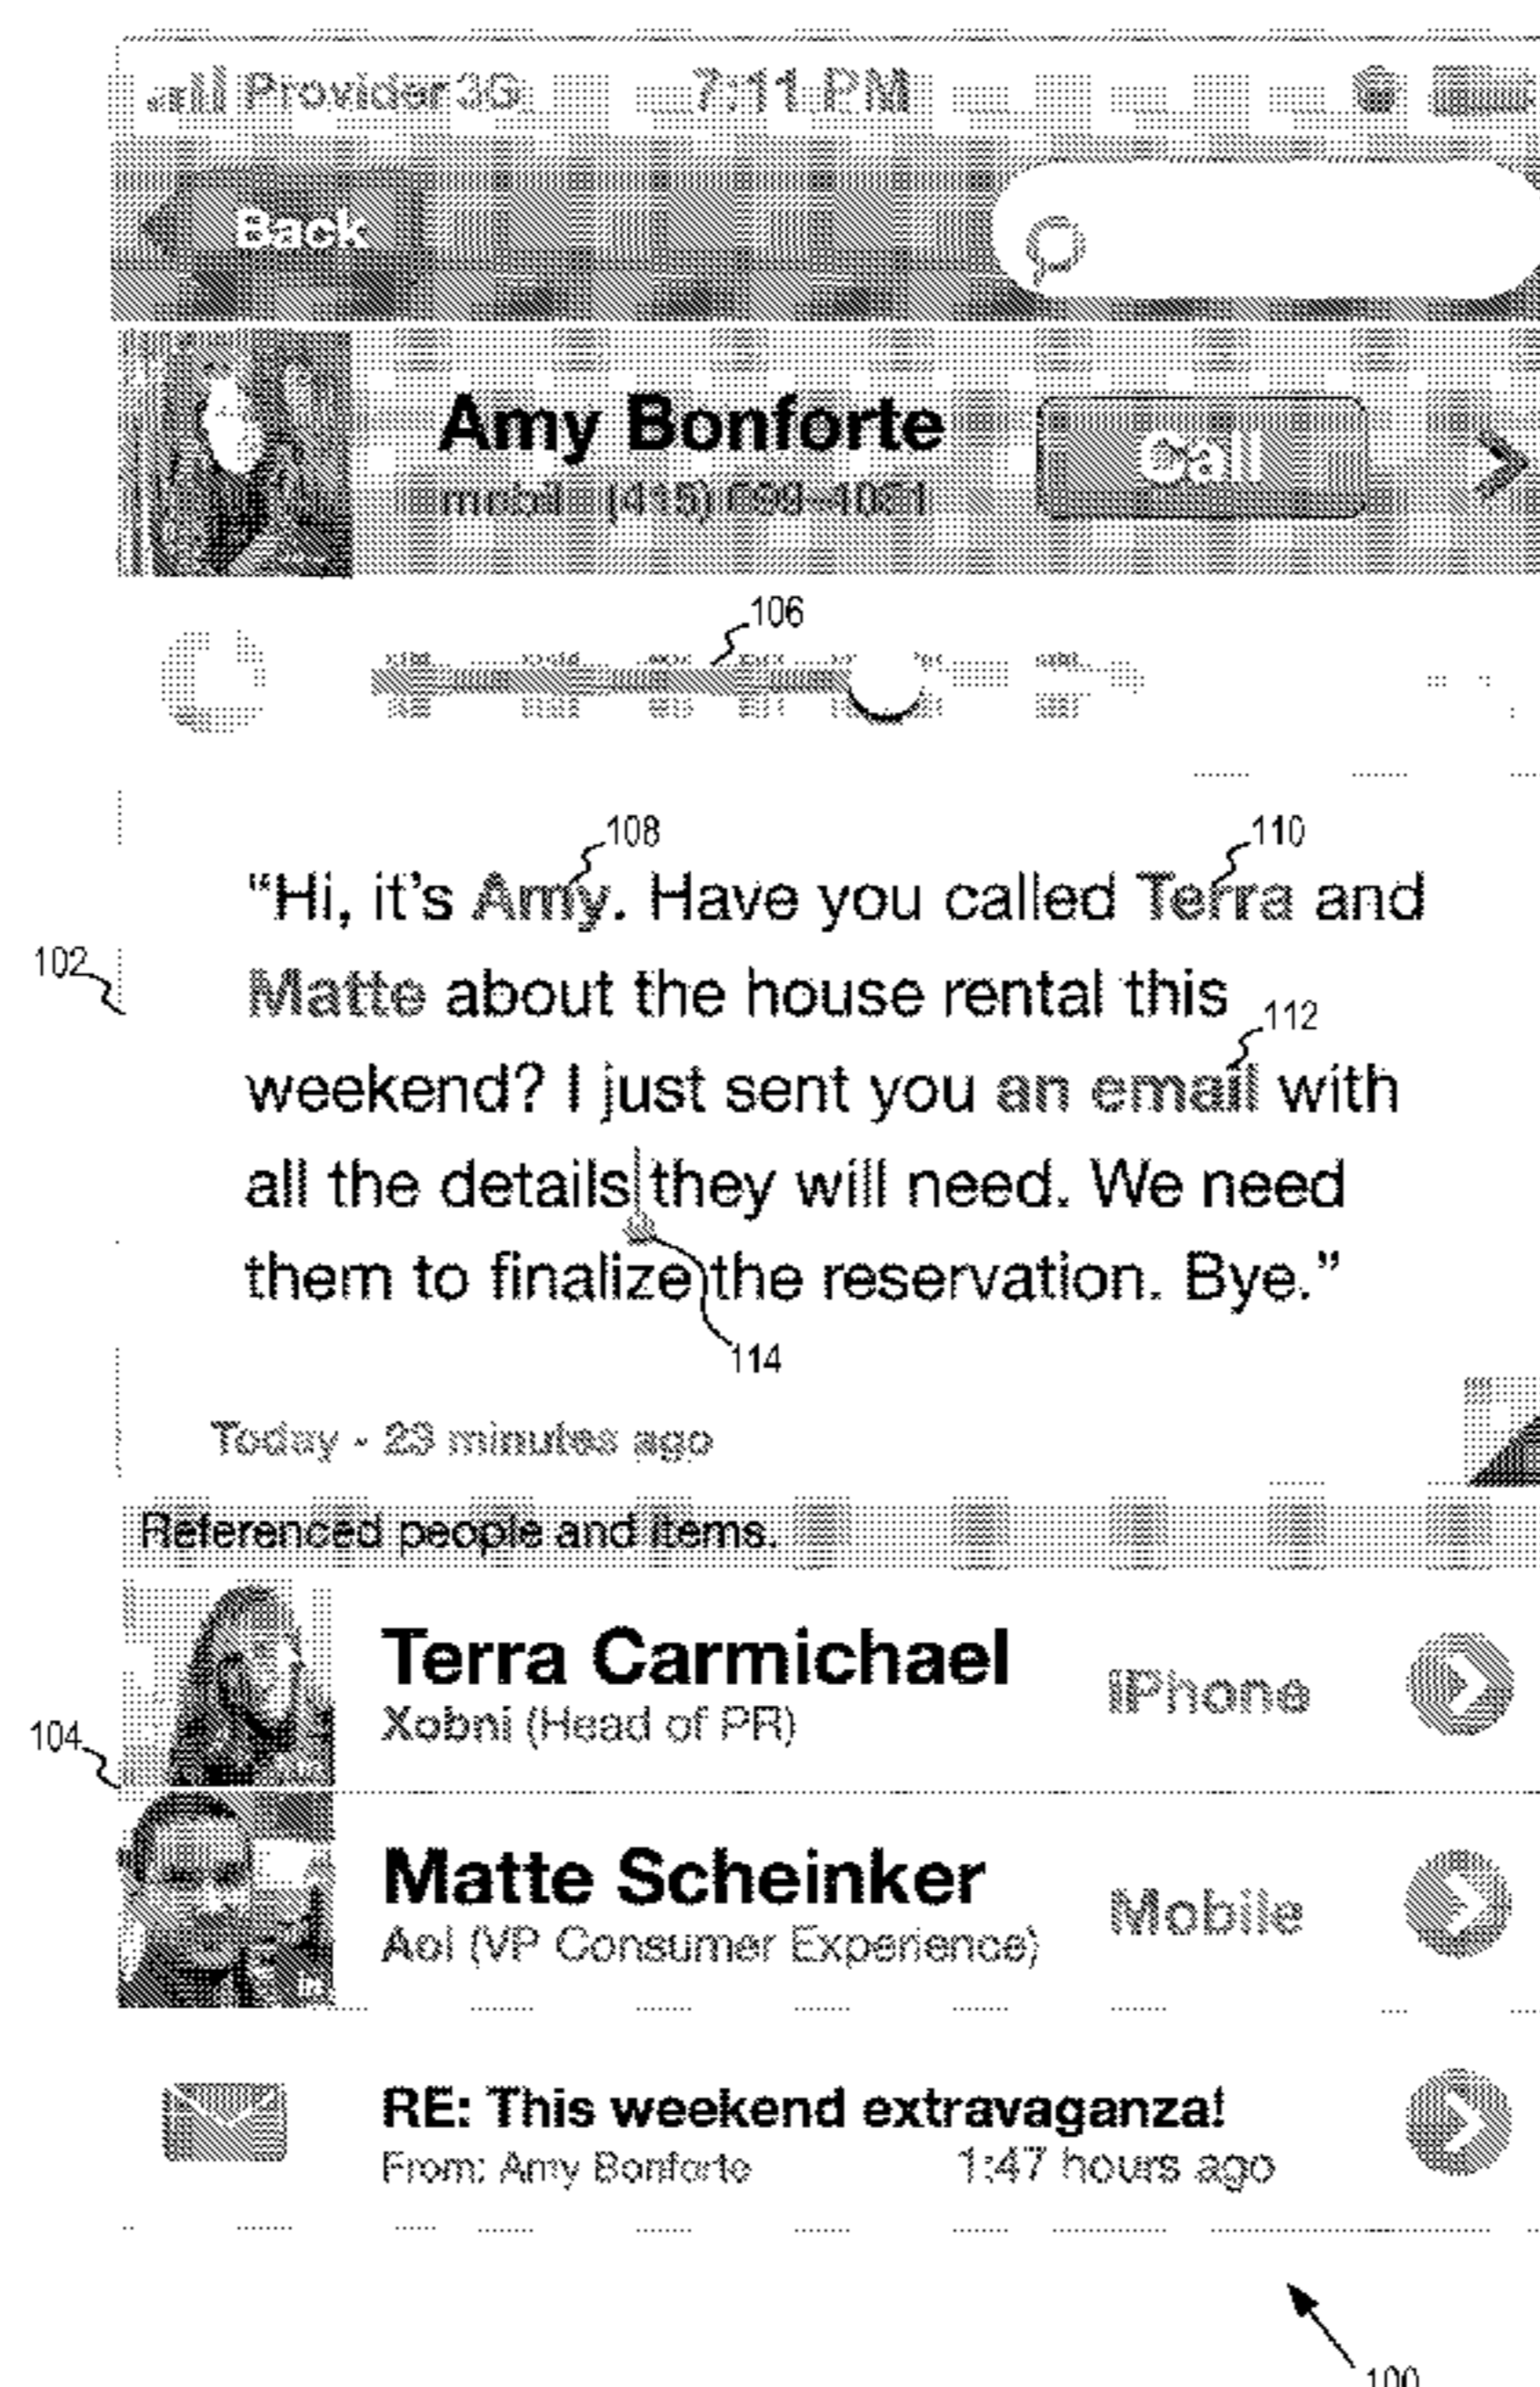 Provider 3G 7:11 PM
Back
Amy Bonforte
Call
106
108
110
“Hi, it’s Amy. Have you called Terra and
102
Matte about the house rental this
112
weekend? I just sent you an email with
all the details they will need. We need
them to finalize the reservation. Bye.”
114
Today - 23 minutes ago
Referenced people and items.
Terra Carmichael
iPhone
Xobni (Head of PR)
104
Matte Scheinker
Mobile
Aol (VP Consumer Experience)
RE: This weekend extravaganza!
From: Amy Bonforte 1:47 hours ago
100